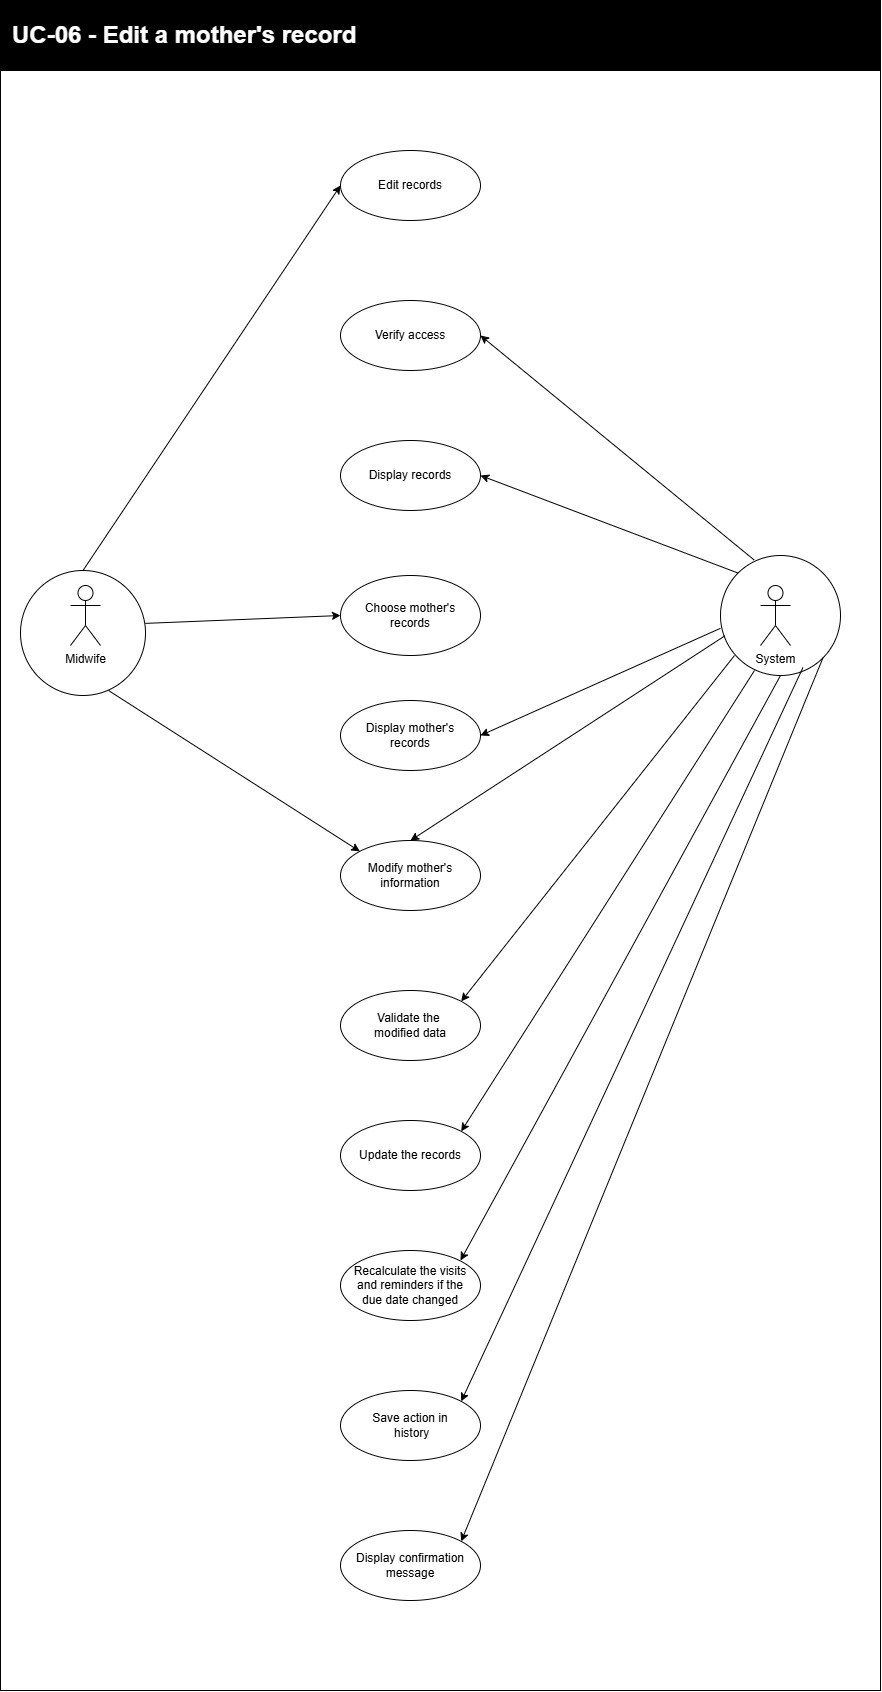 UC-06 - Edit a mother's record
Edit records
Verify access
Display records
Choose mother's
records
Midwife
System
Display mother's
records
Modify mother's
information
Validate the
modified data
Update the records
Recalculate the visits
and reminders if the
due date changed
Save action in
history
Display confirmation
message